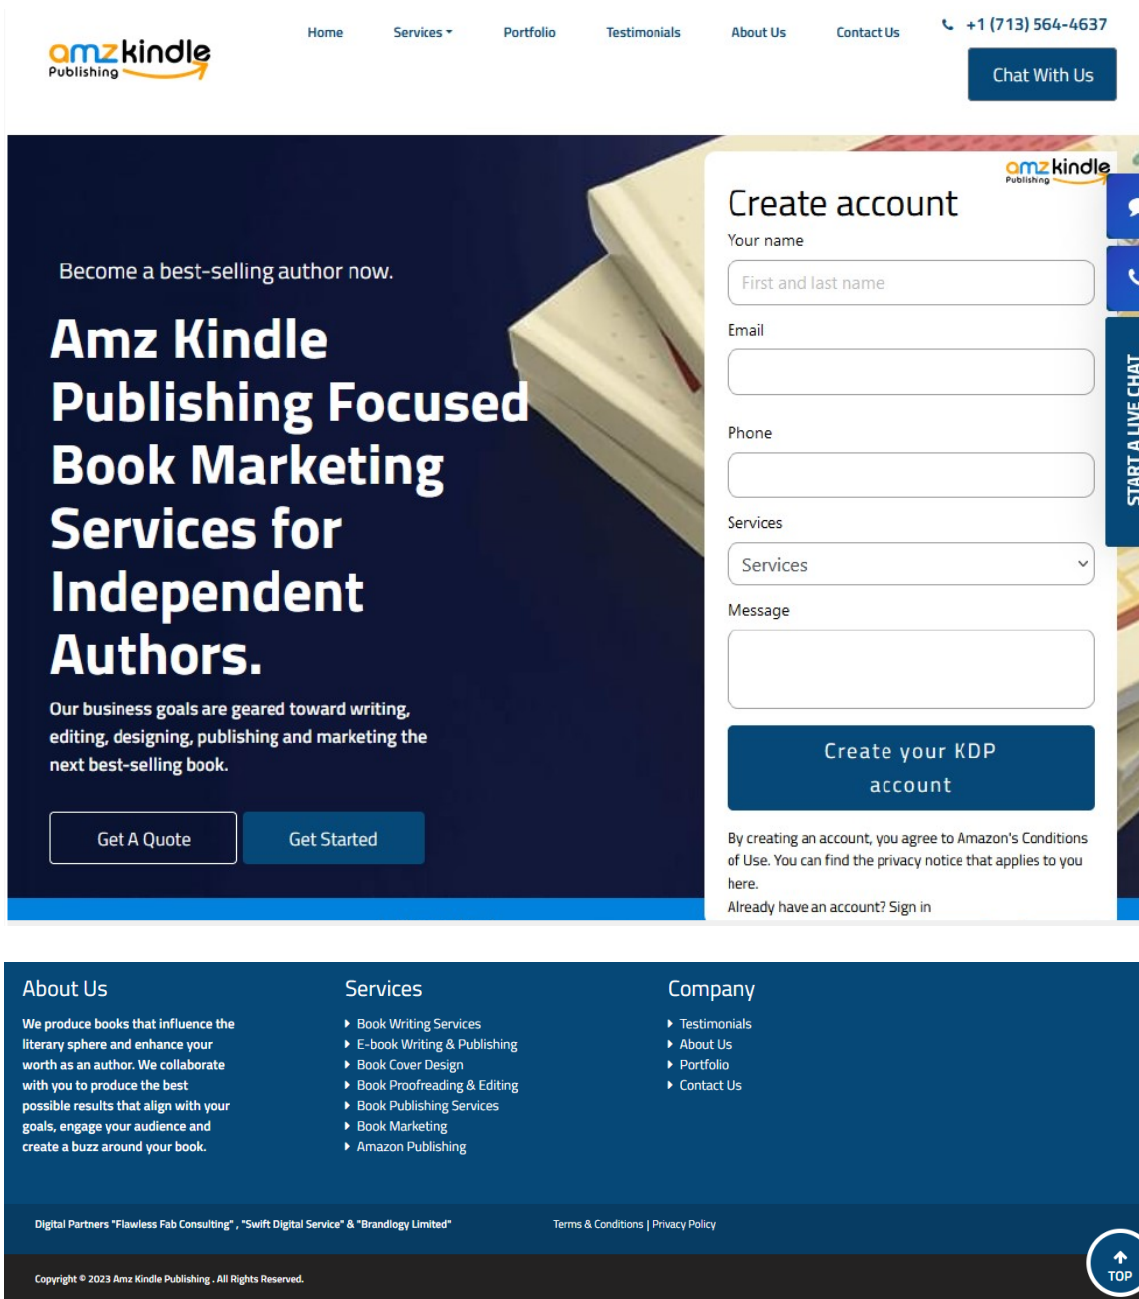 amzkindle
Publishing
Home
Services
Portfolio
Testimonials
About Us
Contact Us
+1 (713) 564-4637
Chat With Us
Become a best-selling author now.
Amz Kindle
Publishing Focused
Book Marketing
Services for
Independent
Authors.
Our business goals are geared toward writing,
editing, designing, publishing and marketing the
next best-selling book.
Get A Quote
Get Started
amzkindle
Publishing
Create account
Your name
First and last name
Email
Phone
Services
Services
Message
Create your KDP
account
By creating an account, you agree to Amazon's Conditions
of Use. You can find the privacy notice that applies to you
here.
Already have an account? Sign in
START A LIVE CHAT
About Us
We produce books that influence the
literary sphere and enhance your
worth as an author. We collaborate
with you to produce the best
possible results that align with your
goals, engage your audience and
create a buzz around your book.
Services
Book Writing Services
E-book Writing & Publishing
Book Cover Design
Book Proofreading & Editing
Book Publishing Services
Book Marketing
Amazon Publishing
Company
Testimonials
About Us
Portfolio
Contact Us
Digital Partners "Flawless Fab Consulting" , "Swift Digital Service" & "Brandlogy Limited"
Terms & Conditions | Privacy Policy
Copyright © 2023 Amz Kindle Publishing . All Rights Reserved.
TOP